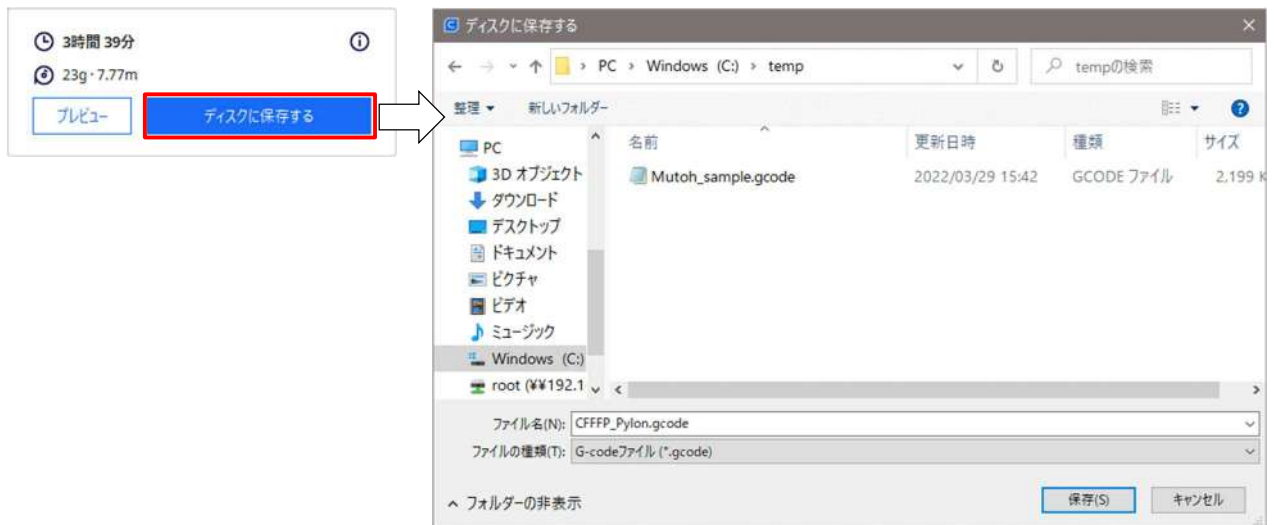 3時間 39分
23g · 7.77m
プレビュー
ディスクに保存する
ディスクに保存する
PC › Windows (C:) › temp
tempの検索
整理
新しいフォルダー
名前 更新日時 種類 サイズ
Mutoh_sample.gcode 2022/03/29 15:42 GCODE ファイル 2,199 K
PC
3D オブジェクト
ダウンロード
デスクトップ
ドキュメント
ピクチャ
ビデオ
ミュージック
Windows (C:)
root (¥¥192.1
ファイル名(N): CFFFP_Pylon.gcode
ファイルの種類(T): G-codeファイル (*.gcode)
フォルダーの非表示
保存(S)
キャンセル